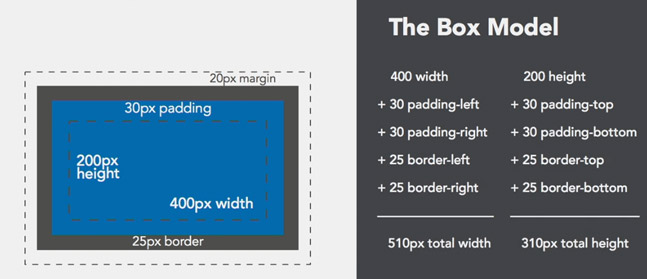 20px margin
30px padding
200px
height
400px width
25px border
The Box Model
400 width
+ 30 padding-left
+ 30 padding-right
+ 25 border-left
+ 25 border-right
510px total width
200 height
+ 30 padding-top
+ 30 padding-bottom
+ 25 border-top
+ 25 border-bottom
310px total height